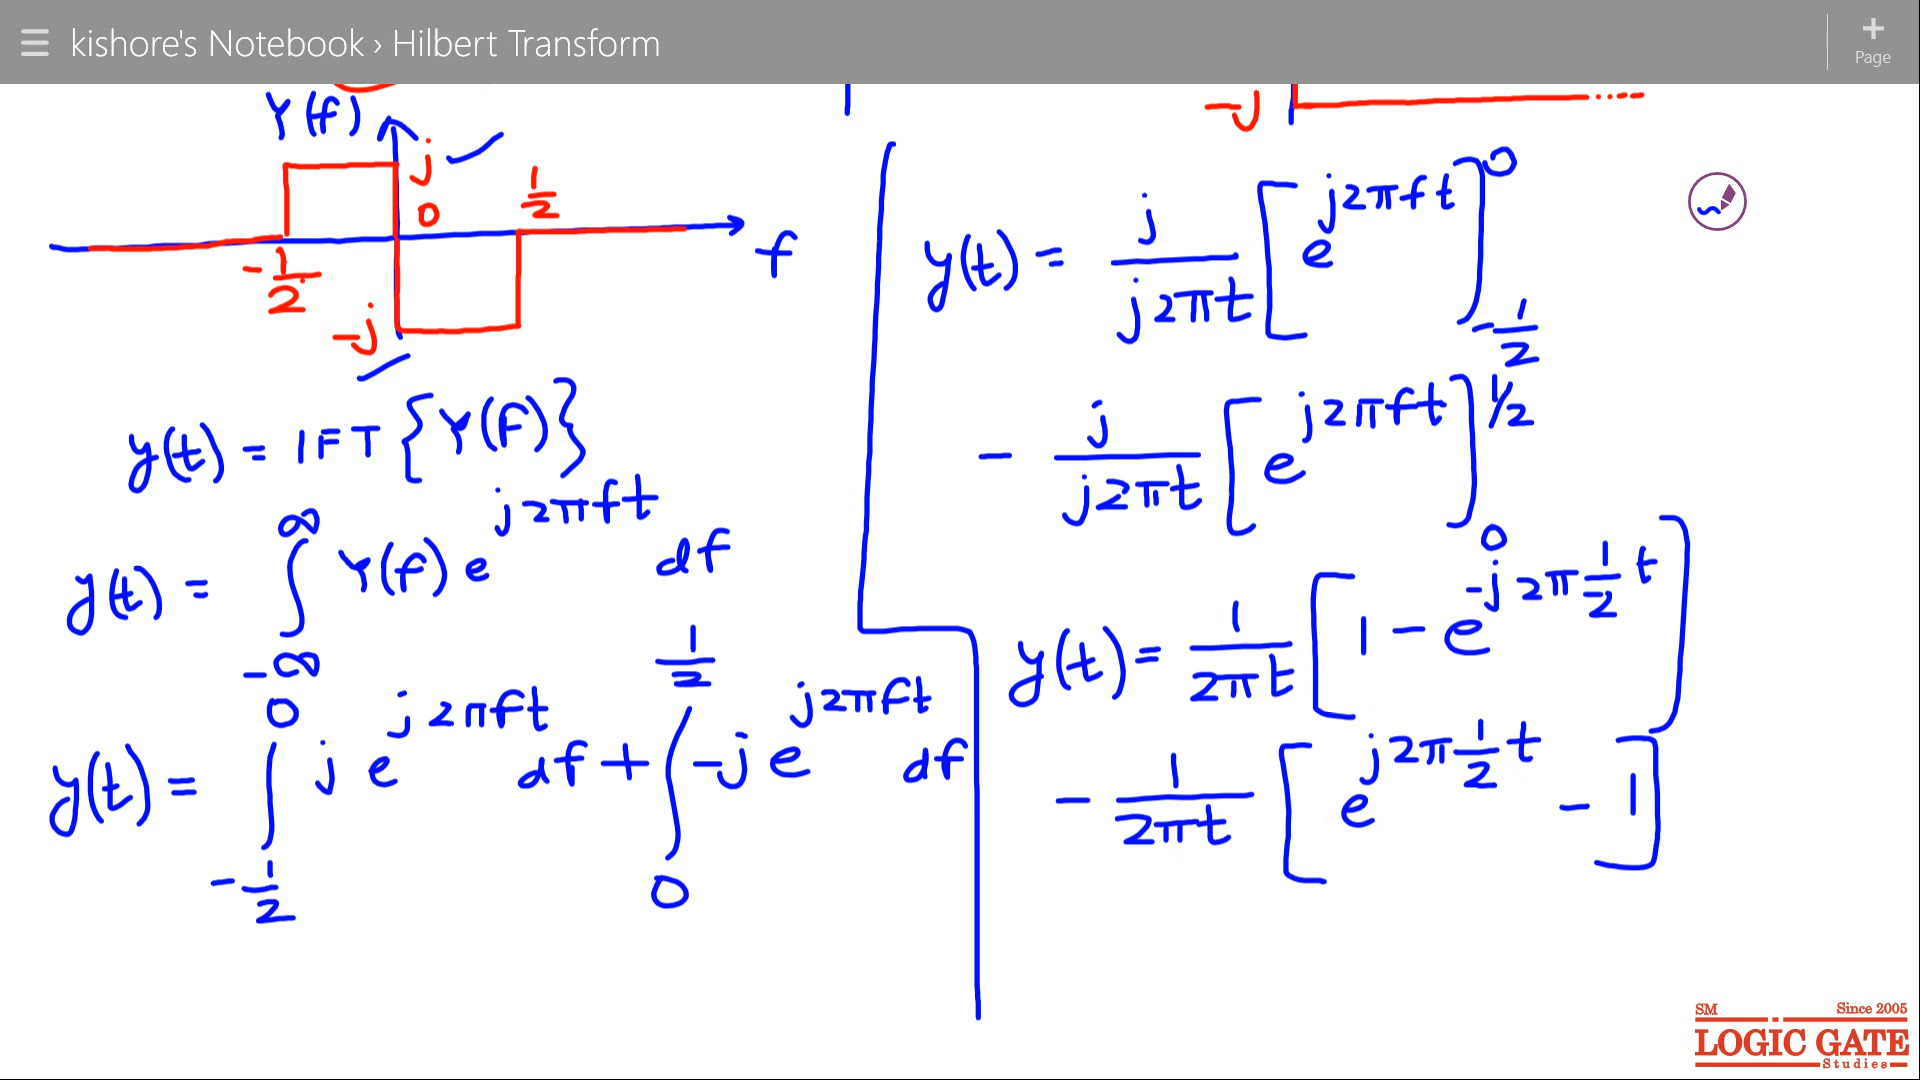 kishore's Notebook › Hilbert Transform
+
Page
Y(f)
j
0
1/2
f
-1/2
-j
y(t) = IFT {Y(f)}
y(t) = ∫_{-∞}^{∞} Y(f) e^{j2πft} df
y(t) = ∫_{-1/2}^{0} j e^{j2πft} df + ∫_{0}^{1/2} -j e^{j2πft} df
-j
y(t) = j/(j2πt) [e^{j2πft}]_{-1/2}^{0}
- j/(j2πt) [e^{j2πft}]_{0}^{1/2}
y(t) = 1/(2πt) [1 - e^{-j2π(1/2)t}]
- 1/(2πt) [e^{j2π(1/2)t} - 1]
SM Since 2005
LOGIC GATE
Studies